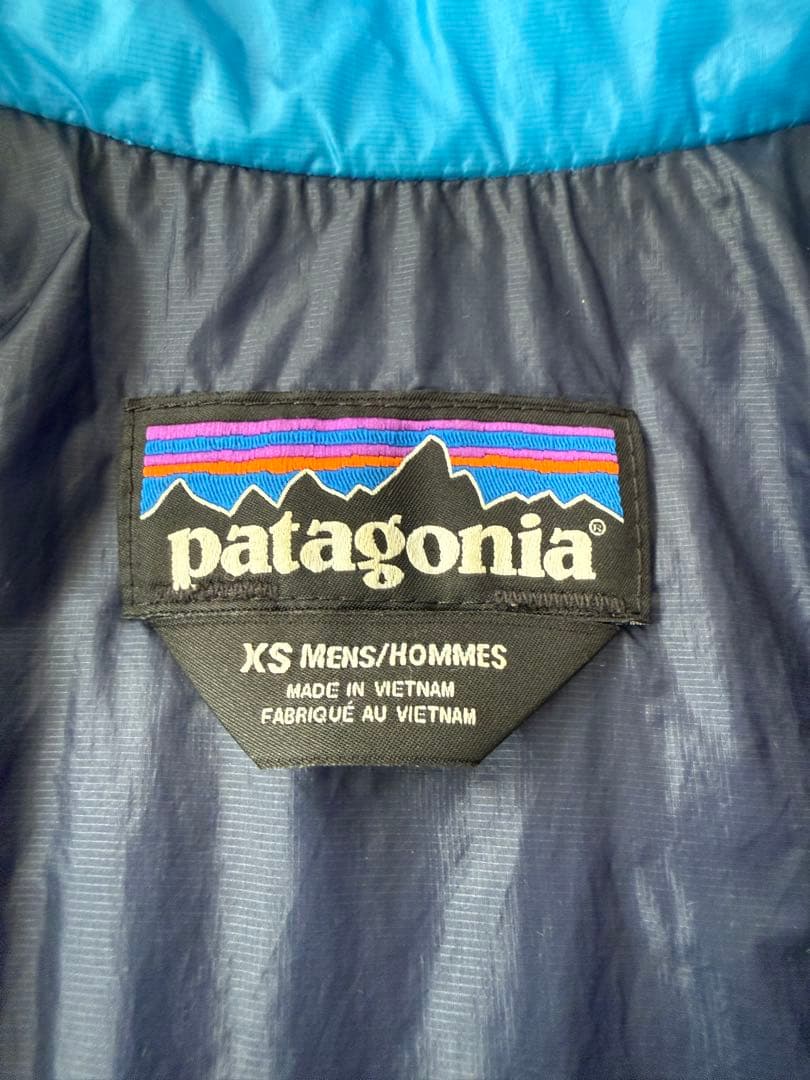 patagonia®
XS MENS/HOMMES
MADE IN VIETNAM
FABRIQUÉ AU VIETNAM